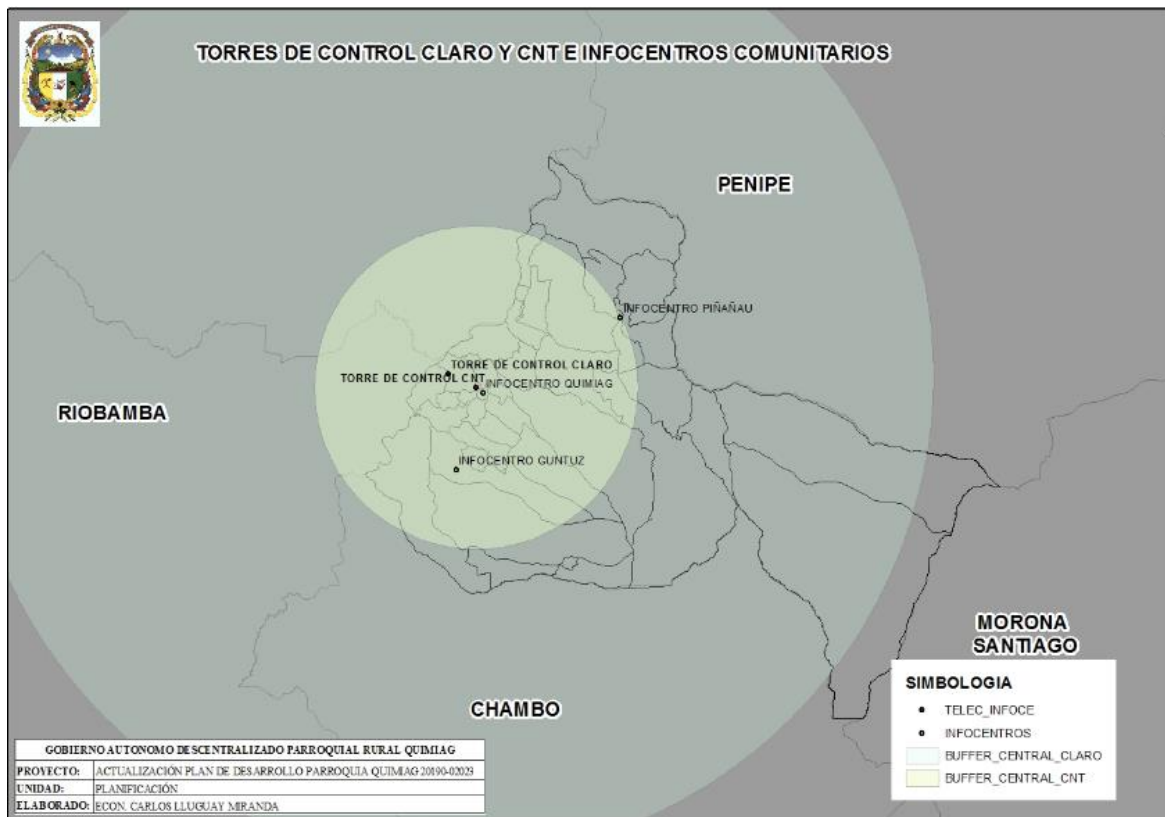 TORRES DE CONTROL CLARO Y CNT E INFOCENTROS COMUNITARIOS
PENIPE
INFOCENTRO PIÑAÑAU
TORRE DE CONTROL CLARO
TORRE DE CONTROL CNT
INFOCENTRO QUIMIAG
RIOBAMBA
INFOCENTRO GUNTUZ
MORONA
SANTIAGO
CHAMBO
SIMBOLOGIA
TELEC_INFOCE
INFOCENTROS
BUFFER_CENTRAL_CLARO
BUFFER_CENTRAL_CNT
GOBIERNO AUTONOMO DESCENTRALIZADO PARROQUIAL RURAL QUIMIAG
PROYECTO: ACTUALIZACIÓN PLAN DE DESARROLLO PARROQUIA QUIMIAG 20190-02023
UNIDAD: PLANIFICACIÓN
ELABORADO: ECON. CARLOS LLUGUAY MIRANDA